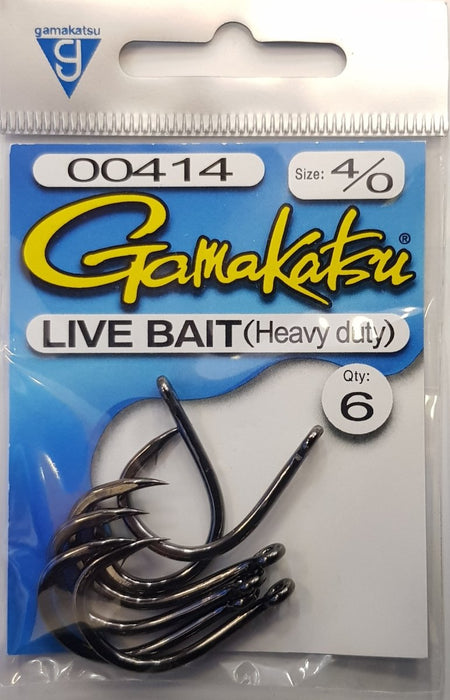 gamakatsu
g
00414
Size: 4/0
Gamakatsu®
LIVE BAIT (Heavy duty)
Qty:
6